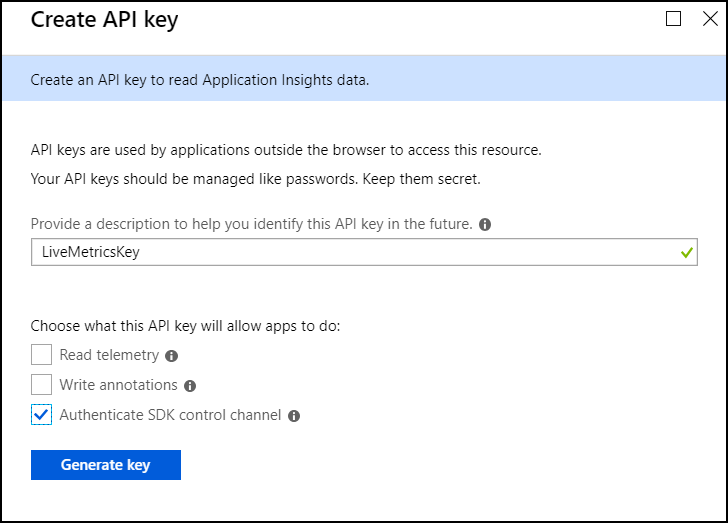 Create API key
Create an API key to read Application Insights data.
API keys are used by applications outside the browser to access this resource.
Your API keys should be managed like passwords. Keep them secret.
Provide a description to help you identify this API key in the future.
LiveMetricsKey
Choose what this API key will allow apps to do:
Read telemetry
Write annotations
Authenticate SDK control channel
Generate key